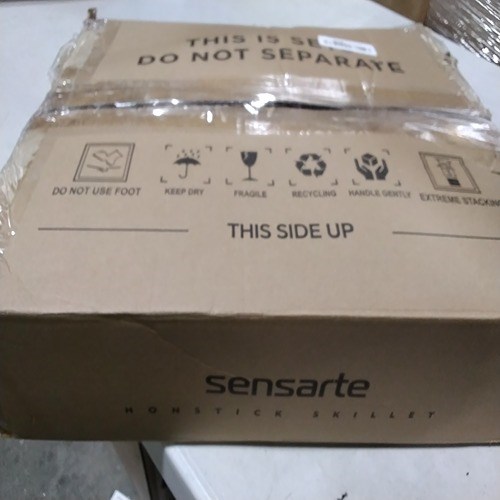 THIS IS SE
DO NOT SEPARATE
DO NOT USE FOOT
KEEP DRY
FRAGILE
RECYCLING
HANDLE GENTLY
EXTREME STACKIN
THIS SIDE UP
sensarte
NONSTICK SKILLET